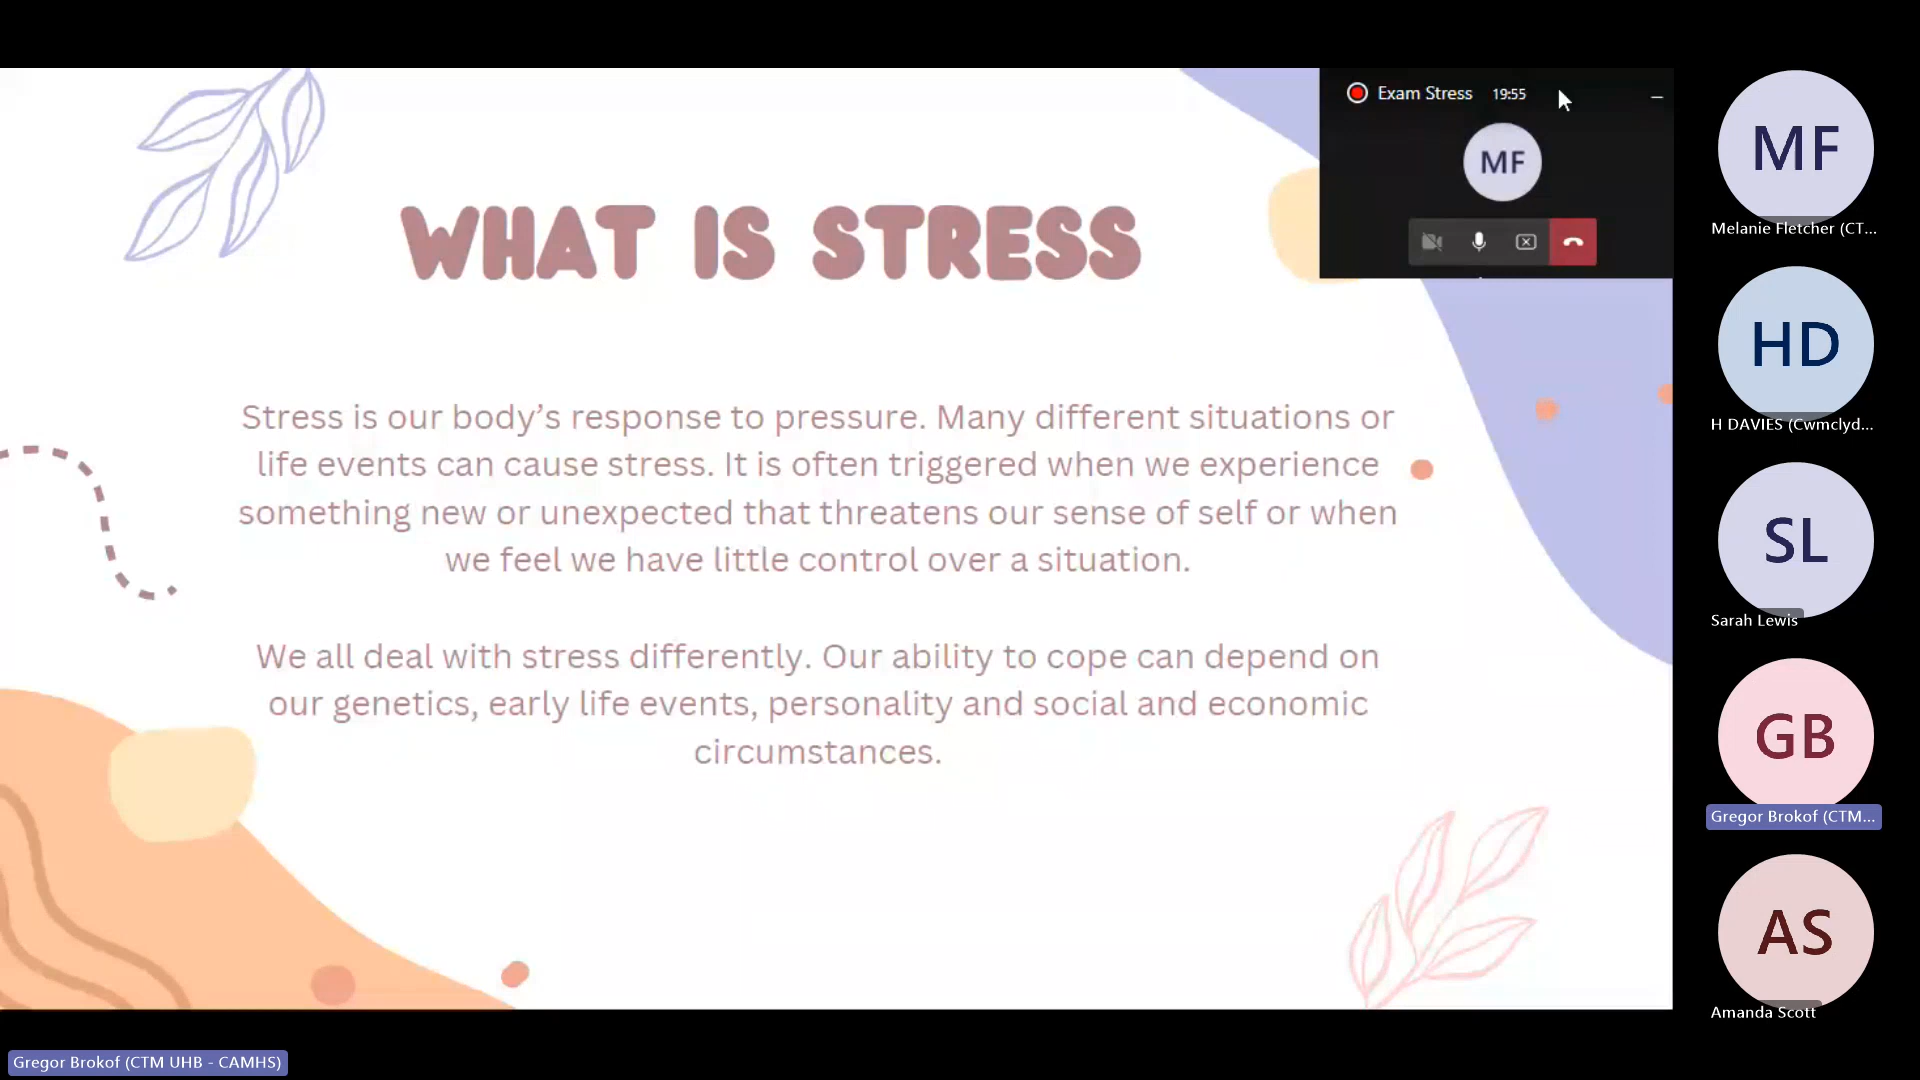 WHAT IS STRESS
Stress is our body’s response to pressure. Many different situations or
life events can cause stress. It is often triggered when we experience
something new or unexpected that threatens our sense of self or when
we feel we have little control over a situation.
We all deal with stress differently. Our ability to cope can depend on
our genetics, early life events, personality and social and economic
circumstances.
Exam Stress 19:55
MF
MF
Melanie Fletcher (CT...
HD
H DAVIES (Cwmclyd...
SL
Sarah Lewis
GB
Gregor Brokof (CTM...
AS
Amanda Scott
Gregor Brokof (CTM UHB - CAMHS)